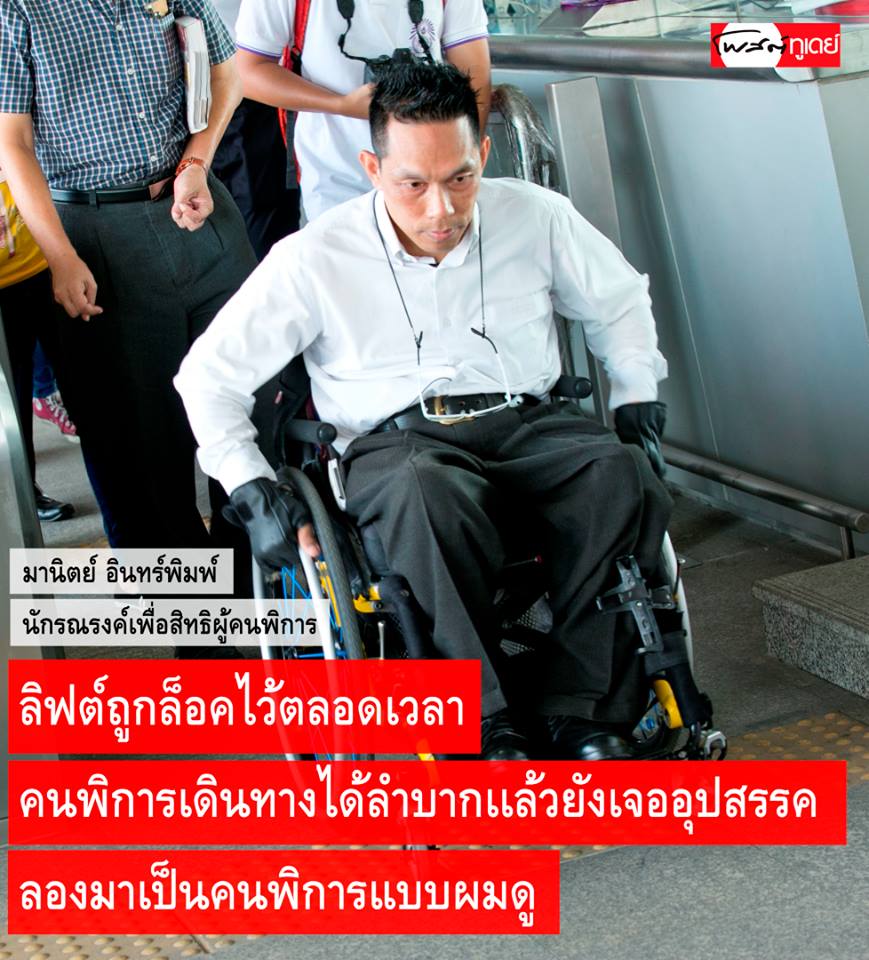 โพสต์ทูเดย์
มานิตย์ อินทร์พิมพ์
นักรณรงค์เพื่อสิทธิผู้คนพิการ
ลิฟต์ถูกล็อคไว้ตลอดเวลา
คนพิการเดินทางได้ลำบากแล้วยังเจออุปสรรค
ลองมาเป็นคนพิการแบบผมดู